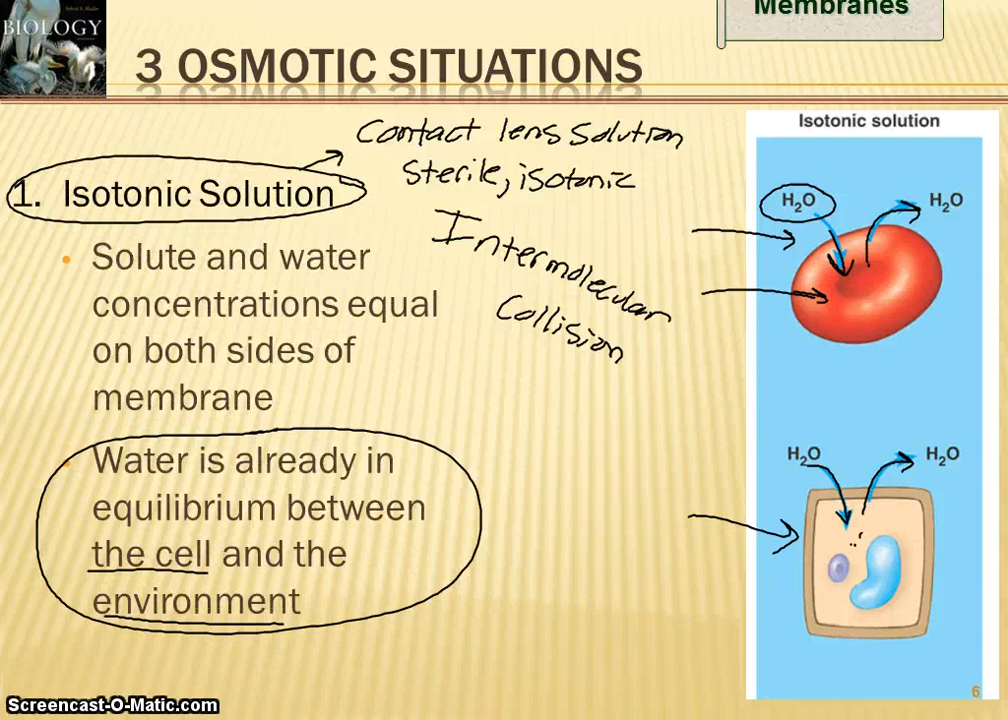 Membranes
BIOLOGY
3 OSMOTIC SITUATIONS
Contact lens solution
Sterile, isotonic
Intermolecular
Collision
1. Isotonic Solution
• Solute and water
concentrations equal
on both sides of
membrane
• Water is already in
equilibrium between
the cell and the
environment
Isotonic solution
H₂O H₂O
H₂O H₂O
6
Screencast-O-Matic.com